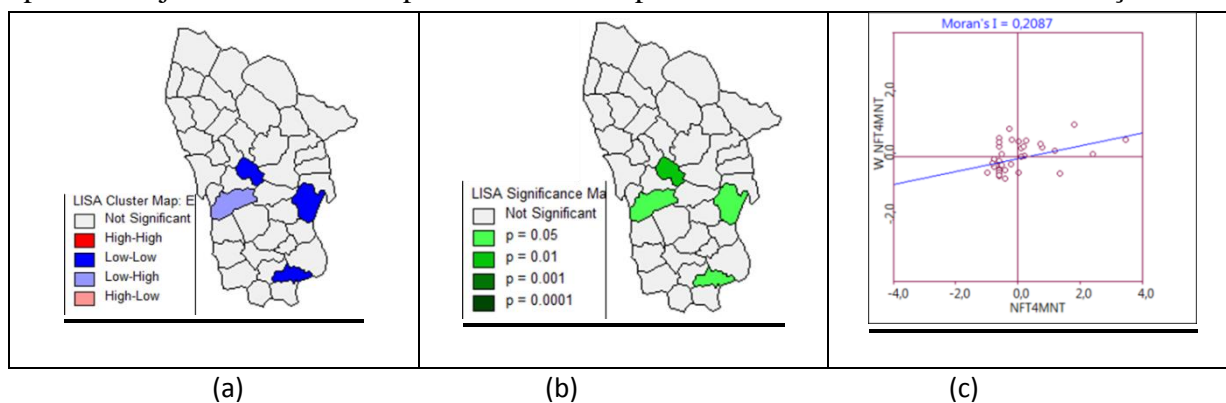 LISA Cluster Map: E
Not Significant
High-High
Low-Low
Low-High
High-Low
LISA Significance Ma
Not Significant
p = 0.05
p = 0.01
p = 0.001
p = 0.0001
Moran's I = 0,2087
W_NFT4MNT
2,0
0,0
-2,0
-4,0 -2,0 0,0 2,0 4,0
NFT4MNT
(a) (b) (c)